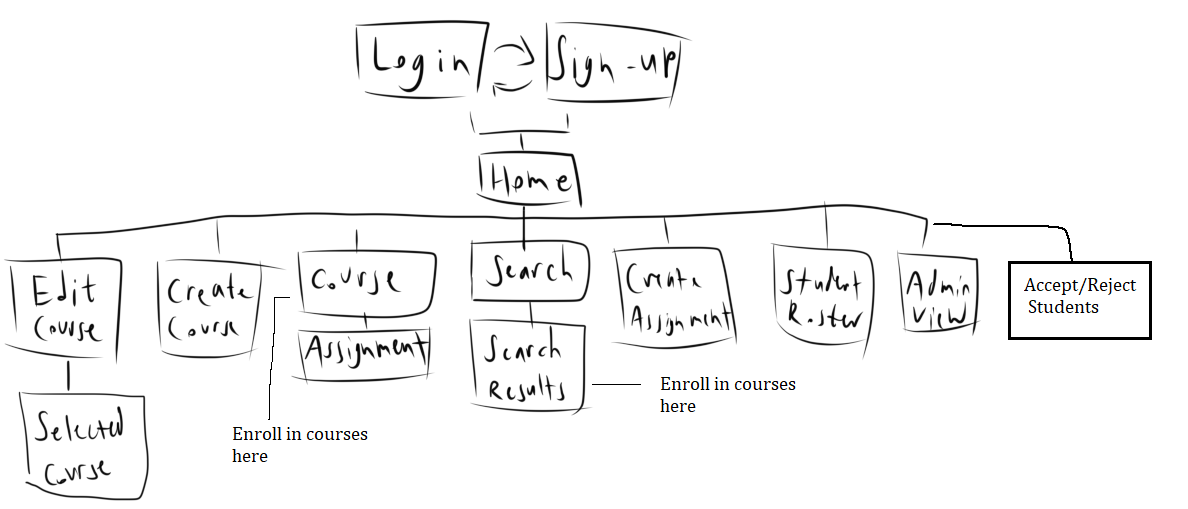 Login
Sign-up
Home
Edit
Course
Create
Course
Course
Assignment
Search
Search
Results
Create
Assignment
Student
Roster
Admin
View
Accept/Reject
Students
Selected
Course
Enroll in courses
here
Enroll in courses
here